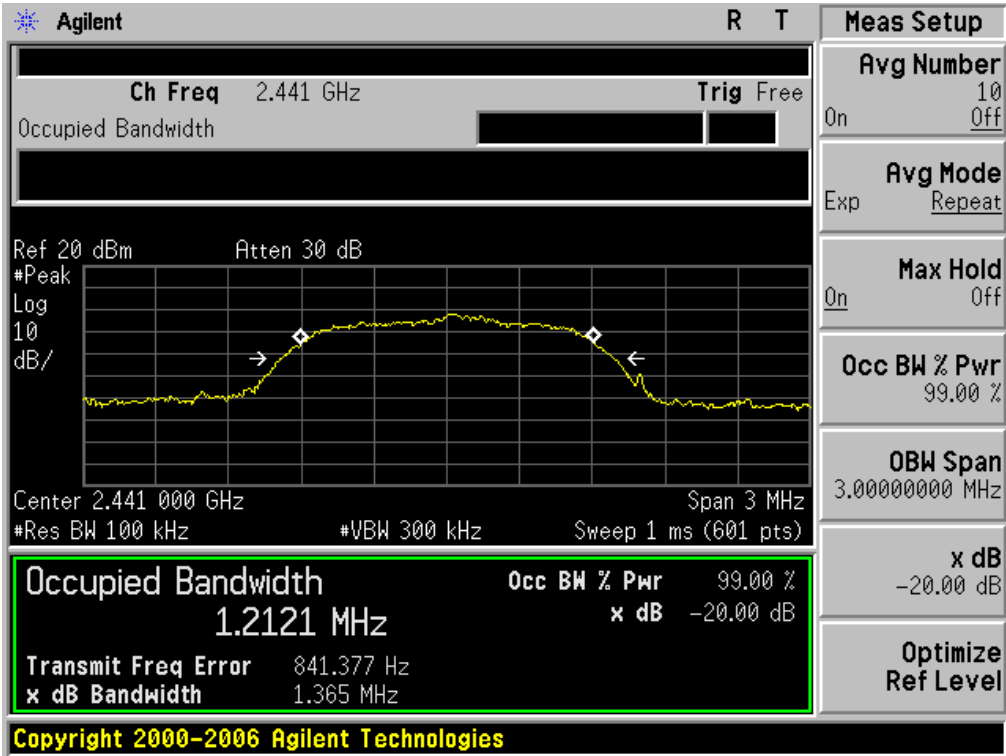 Agilent R T
Ch Freq 2.441 GHz Trig Free
Occupied Bandwidth
Ref 20 dBm Atten 30 dB
#Peak
Log
10
dB/
Center 2.441 000 GHz Span 3 MHz
#Res BW 100 kHz #VBW 300 kHz Sweep 1 ms (601 pts)
Occupied Bandwidth Occ BW % Pwr 99.00 %
1.2121 MHz x dB -20.00 dB
Transmit Freq Error 841.377 Hz
x dB Bandwidth 1.365 MHz
Copyright 2000-2006 Agilent Technologies
Meas Setup
Avg Number
10
On Off
Avg Mode
Exp Repeat
Max Hold
On Off
Occ BW % Pwr
99.00 %
OBW Span
3.00000000 MHz
x dB
-20.00 dB
Optimize
Ref Level